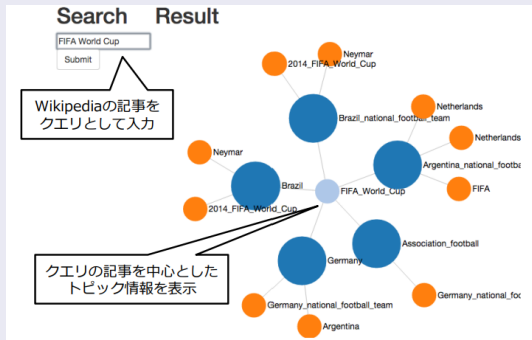 Search Result
FIFA World Cup
Submit
Wikipediaの記事を
クエリとして入力
Neymar
2014_FIFA_World_Cup
Brazil_national_football_team
Netherlands
Netherlands
Argentina_national_footba
FIFA
Neymar
Brazil
FIFA_World_Cup
2014_FIFA_World_Cup
Association_football
クエリの記事を中心とした
トピック情報を表示
Germany
Germany_national_foc
Germany_national_football_team
Argentina